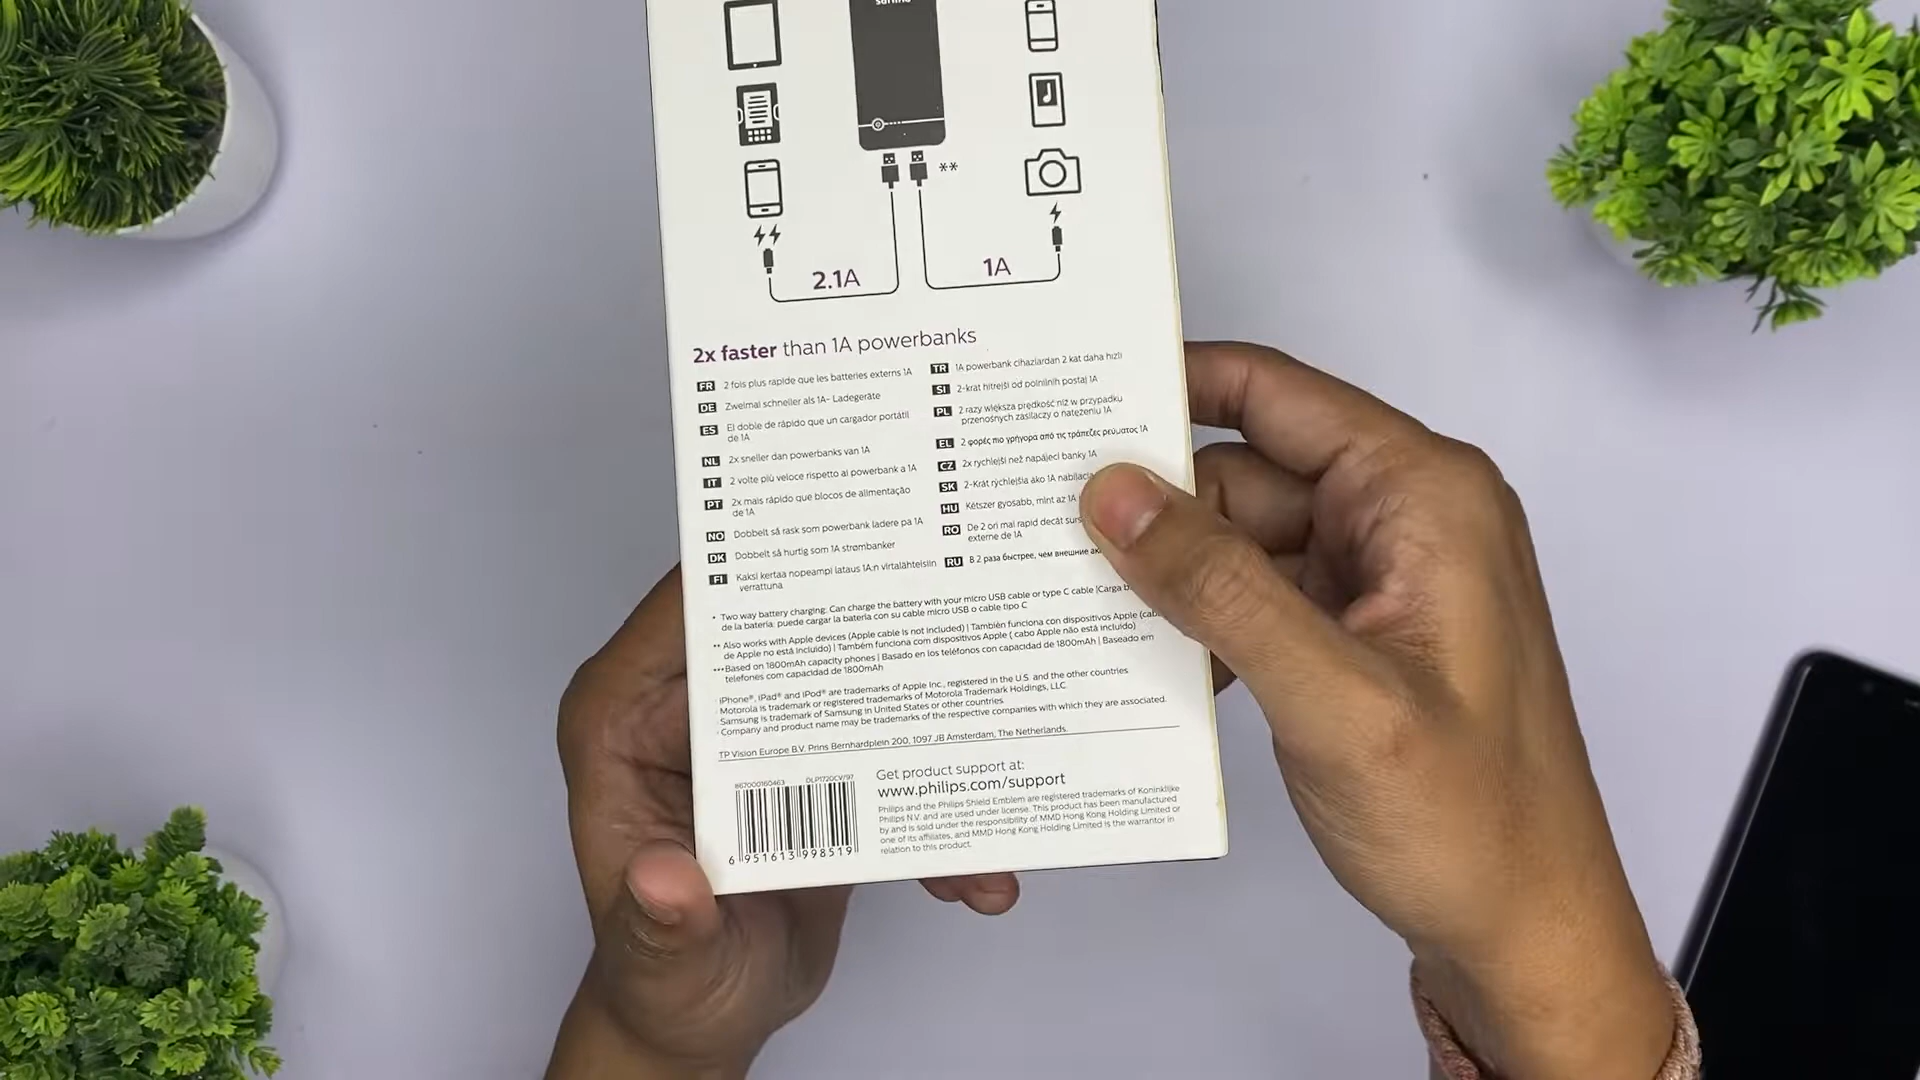 **
2.1A
1A
2x faster than 1A powerbanks
FR 2 fois plus rapide que les batteries externs 1A
DE Zweimal schneller als 1A- Ladegeräte
ES El doble de rápido que un cargador portátil
de 1A
NL 2x sneller dan powerbanks van 1A
IT 2 volte più veloce rispetto al powerbank a 1A
PT 2x mais rápido que blocos de alimentação
de 1A
NO Dobbelt så rask som powerbank ladere pa 1A
DK Dobbelt så hurtig som 1A strømbanker
FI Kaksi kertaa nopeampi lataus 1A:n virtalähteisiin
verrattuna
TR 1A powerbank cihazlardan 2 kat daha hızlı
SI 2-krat hitrejši od polnilnih postaj 1A
PL 2 razy większa prędkość niż w przypadku
przenośnych zasilaczy o natężeniu 1A
EL 2 φορές πιο γρήγορα από τις τράπεζες ρεύματος 1A
CZ 2x rychlejší než napájecí banky 1A
SK 2-Krát rýchlejšia ako 1A
HU Kétszer gyosabb, mint az 1A
RO De 2 ori mai rapid decât
externe de 1A
RU В 2 раза быстрее, чем внешние
* Two way battery charging: Can charge the battery with your micro USB cable or type C cable |Carga
de la batería: puede cargar la batería con su cable micro USB o cable tipo C
** Also works with Apple devices (Apple cable is not included) | También funciona con dispositivos Apple
de Apple no está incluido) | Também funciona com dispositivos Apple ( cabo Apple não está incluído)
***Based on 1800mAh capacity phones | Basado en los teléfonos con capacidad de 1800mAh | Baseado em
telefones com capacidade de 1800mAh
iPhone®, iPad® and iPod® are trademarks of Apple Inc., registered in the U.S. and the other countries
Motorola is trademark or registered trademarks of Motorola Trademark Holdings, LLC
Samsung is trademark of Samsung in United States or other countries
Company and product name may be trademarks of the respective companies with which they are associated.
TP Vision Europe B.V. Prins Bernhardplein 200, 1097 JB Amsterdam, The Netherlands.
867000160463 DLP1720CV/97
6 951613 998519
Get product support at:
www.philips.com/support
Philips and the Philips Shield Emblem are registered trademarks of Koninklijke
Philips N.V. and are used under license. This product has been manufactured
by and is sold under the responsibility of MMD Hong Kong Holding Limited or
one of its affiliates, and MMD Hong Kong Holding Limited is the warrantor in
relation to this product.